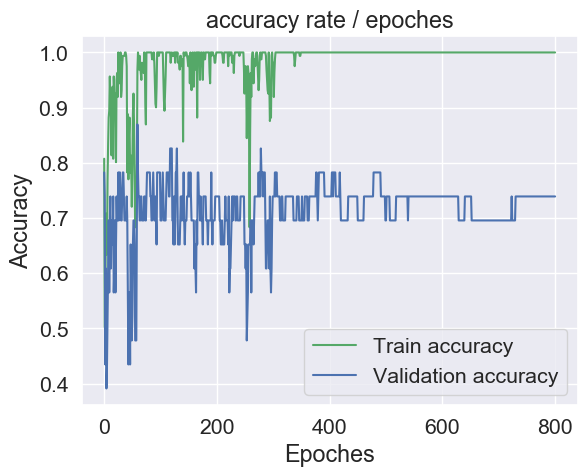 accuracy rate / epoches
1.0
0.9
0.8
0.7
0.6
0.5
0.4
Accuracy
Train accuracy
Validation accuracy
0
200
400
600
800
Epoches